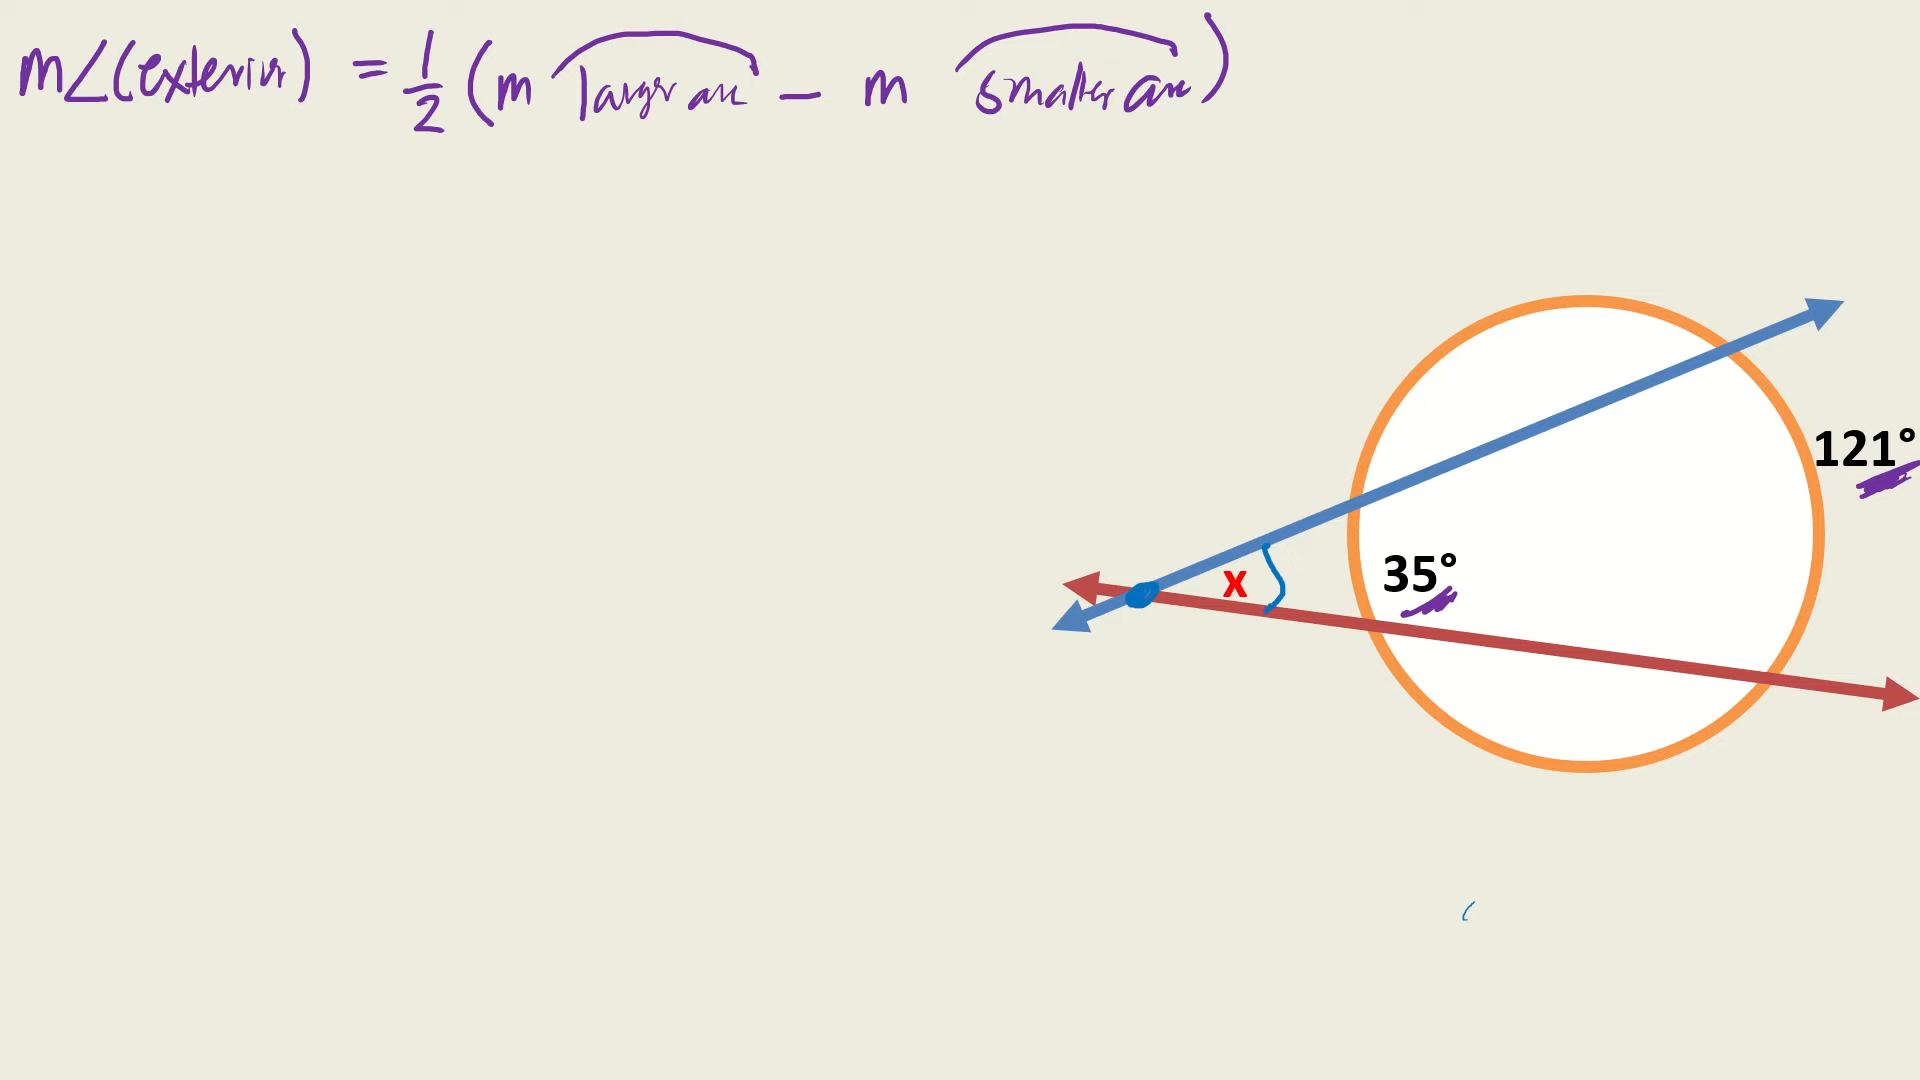 m∠(exterior) = 1/2 (m larger arc - m smaller arc)
121°
35°
x